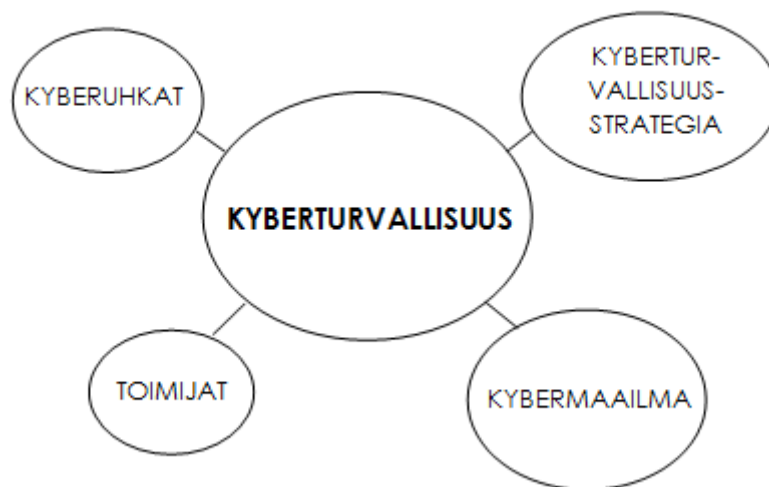 KYBERUHKAT
KYBERTUR-
VALLISUUS-
STRATEGIA
KYBERTURVALLISUUS
TOIMIJAT
KYBERMAAILMA